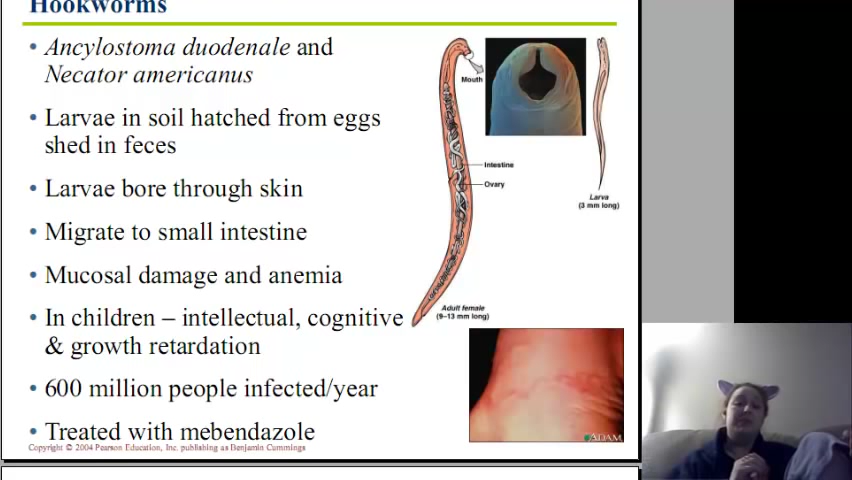 Hookworms
• Ancylostoma duodenale and
Necator americanus
• Larvae in soil hatched from eggs
shed in feces
• Larvae bore through skin
• Migrate to small intestine
• Mucosal damage and anemia
• In children – intellectual, cognitive
& growth retardation
• 600 million people infected/year
• Treated with mebendazole
Copyright © 2004 Pearson Education, Inc. publishing as Benjamin Cummings
Mouth
Intestine
Ovary
Larva
(3 mm long)
Adult female
(9–13 mm long)
ADAM